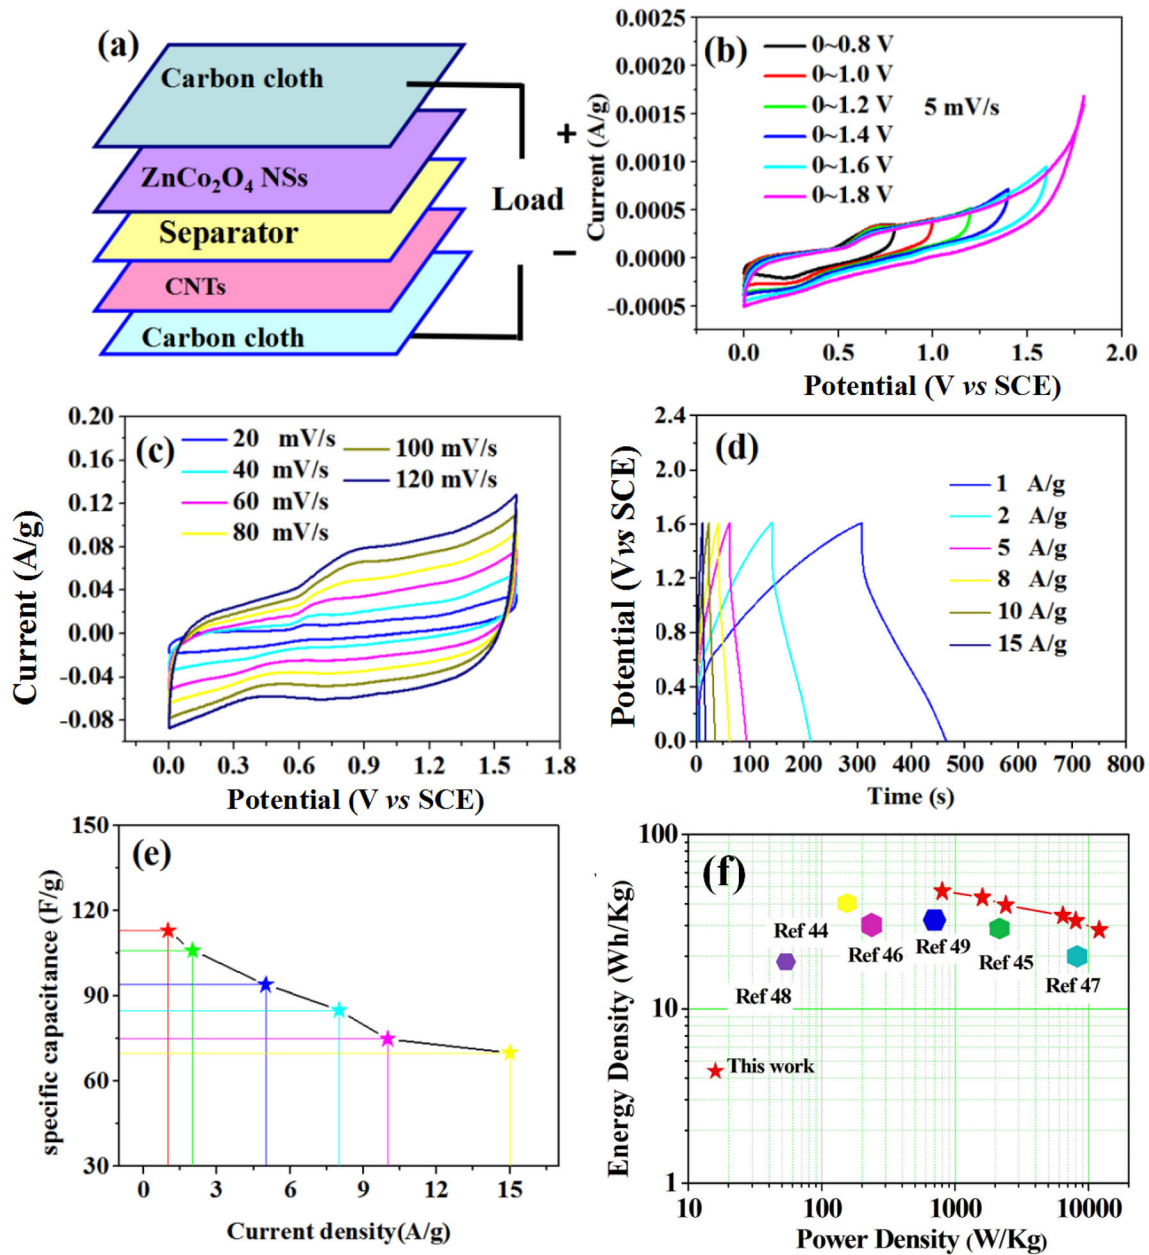 (a)
Carbon cloth
ZnCo₂O₄ NSs
Separator
CNTs
Carbon cloth
+
Load
−
(b)
0~0.8 V
0~1.0 V
0~1.2 V
0~1.4 V
0~1.6 V
0~1.8 V
5 mV/s
Current (A/g)
0.0025
0.0020
0.0015
0.0010
0.0005
0.0000
-0.0005
0.0 0.5 1.0 1.5 2.0
Potential (V vs SCE)
(c)
20 mV/s
40 mV/s
60 mV/s
80 mV/s
100 mV/s
120 mV/s
Current (A/g)
0.20
0.16
0.12
0.08
0.04
0.00
-0.04
-0.08
0.0 0.3 0.6 0.9 1.2 1.5 1.8
Potential (V vs SCE)
(d)
1 A/g
2 A/g
5 A/g
8 A/g
10 A/g
15 A/g
Potential (V vs SCE)
2.4
2.0
1.6
1.2
0.8
0.4
0.0
0 100 200 300 400 500 600 700 800
Time (s)
(e)
specific capacitance (F/g)
150
120
90
60
30
0 3 6 9 12 15
Current density(A/g)
(f)
Energy Density (Wh/Kg)
100
10
1
Ref 44
Ref 46
Ref 49
Ref 45
Ref 47
Ref 48
This work
10 100 1000 10000
Power Density (W/Kg)